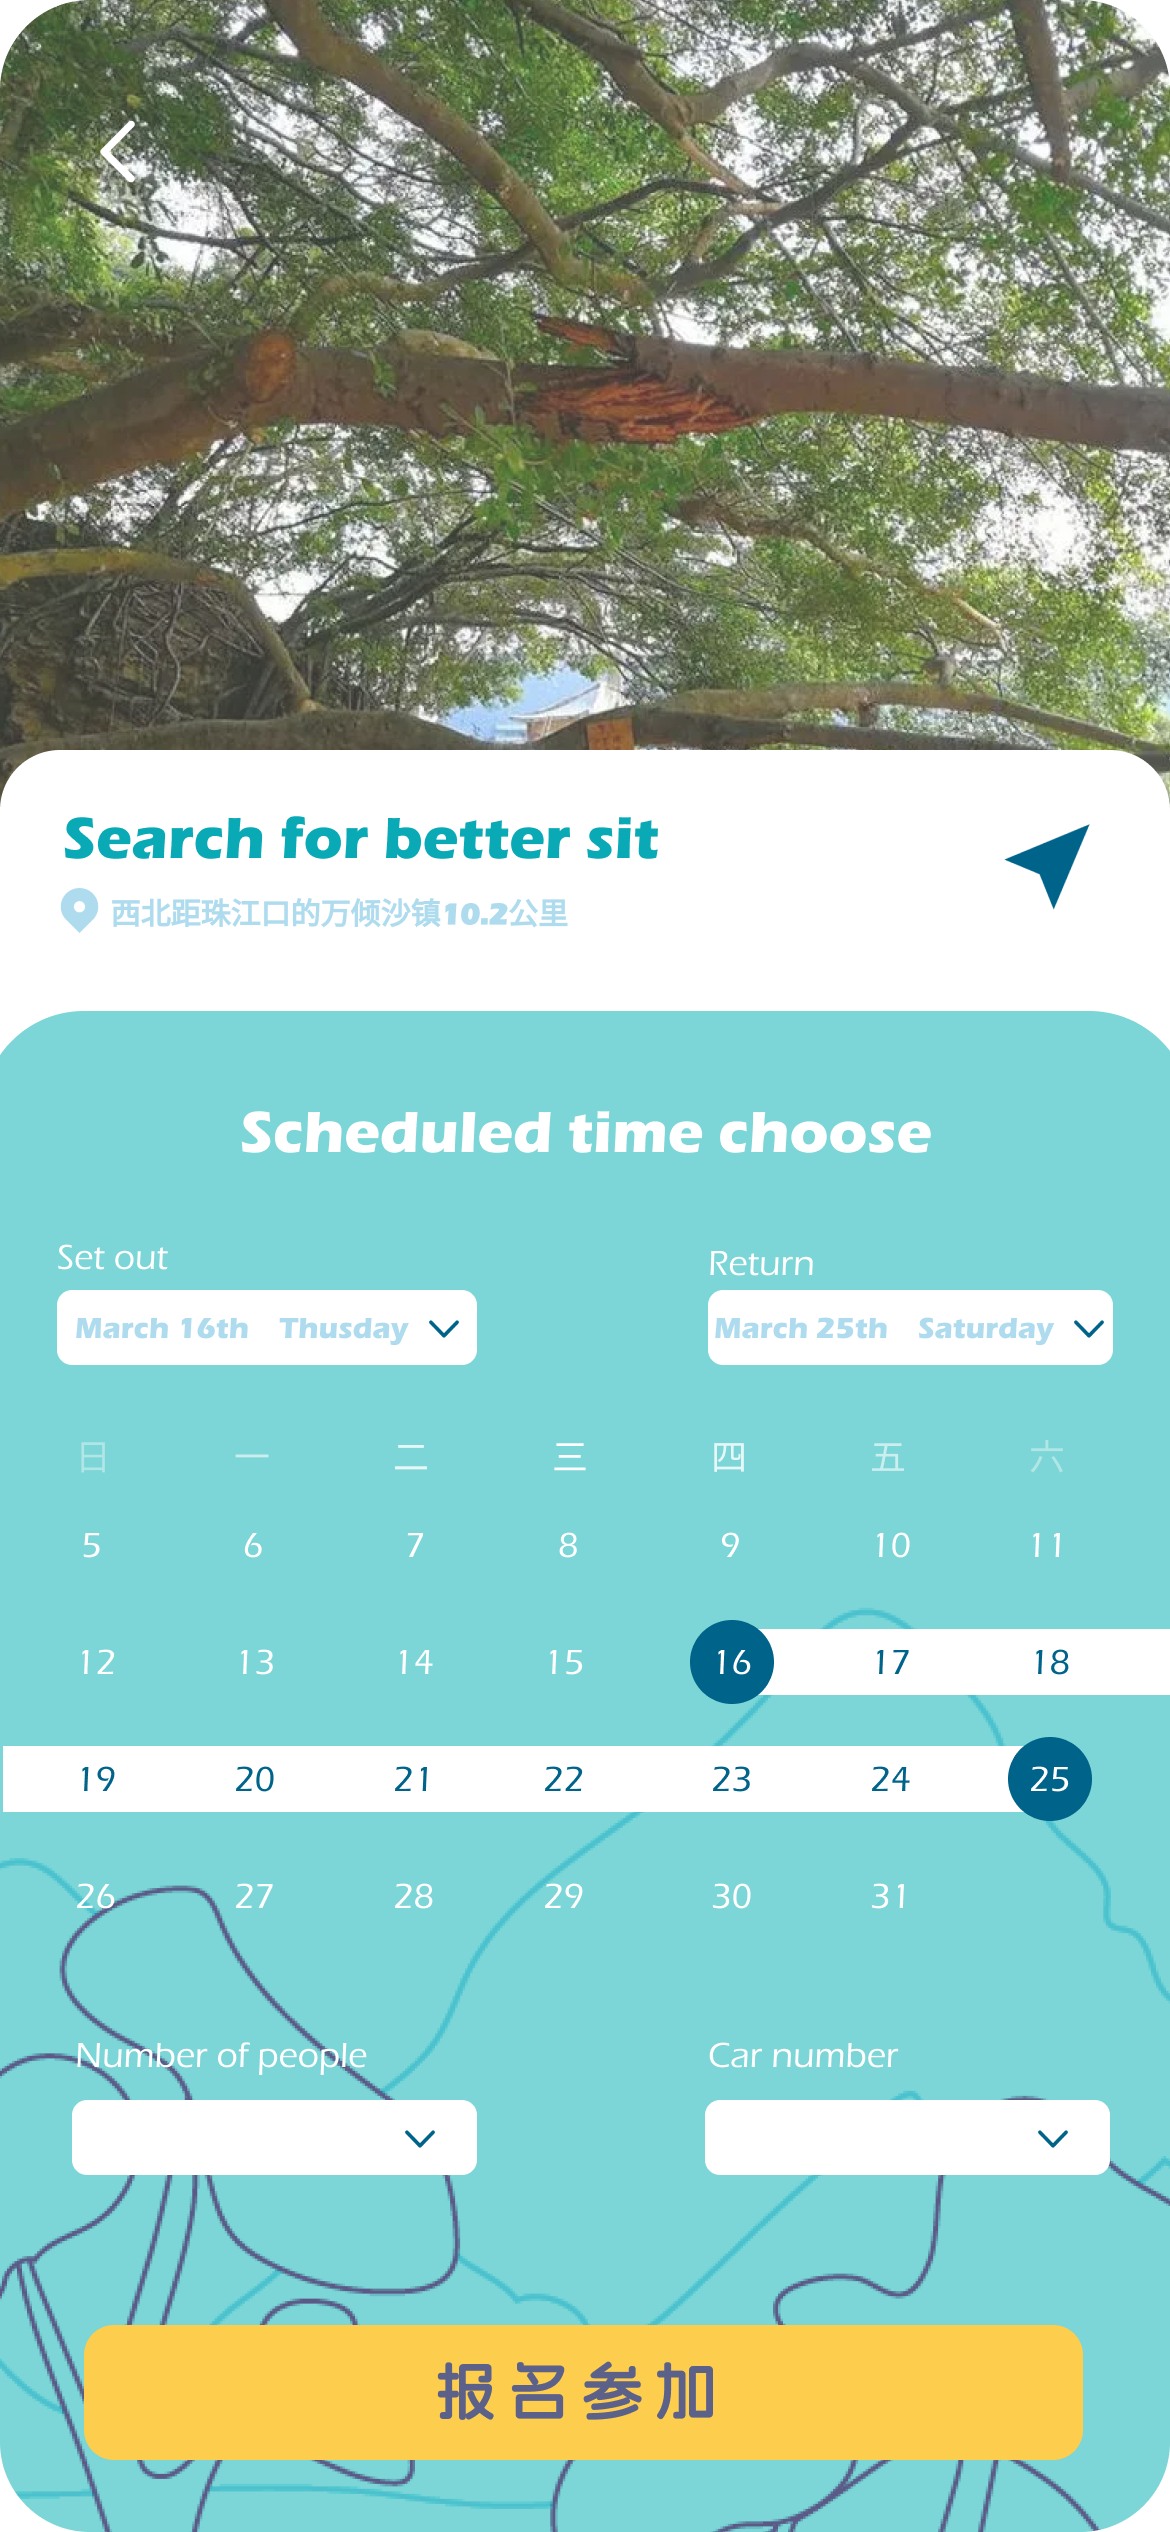 Search for better sit
西北距珠江口的万倾沙镇10.2公里
Scheduled time choose
Set out Return
March 16th Thusday March 25th Saturday
日 一 二 三 四 五 六
5 6 7 8 9 10 11
12 13 14 15 16 17 18
19 20 21 22 23 24 25
26 27 28 29 30 31
Number of people Car number
报名参加